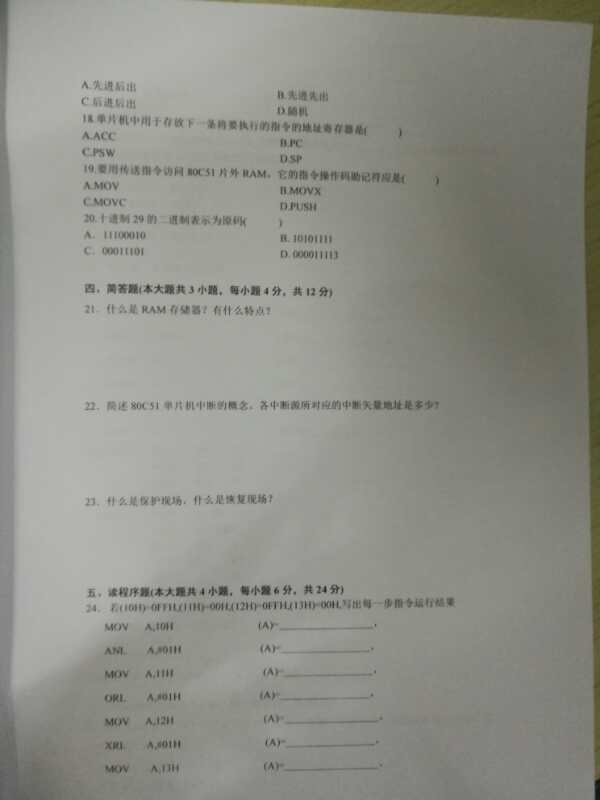 A.先进后出
B.先进先出
C.后进后出
D.随机
18.单片机中用于存放下一条将要执行的指令的地址寄存器是( )
A.ACC
B.PC
C.PSW
D.SP
19.要用传送指令访问 80C51 片外 RAM，它的指令操作码助记符应是( )
A.MOV
B.MOVX
C.MOVC
D.PUSH
20.十进制 29 的二进制表示为原码( )
A．11100010
B. 10101111
C．00011101
D. 000011113
四、简答题(本大题共 3 小题，每小题 4 分，共 12 分)
21．什么是 RAM 存储器？有什么特点？
22．简述 80C51 单片机中断的概念。各中断源所对应的中断矢量地址是多少？
23．什么是保护现场，什么是恢复现场？
五、读程序题(本大题共 4 小题，每小题 6 分，共 24 分)
24．若(10H)=0FFH,(11H)=00H,(12H)=0FFH,(13H)=00H,写出每一步指令运行结果
MOV A,10H (A)=______________.
ANL A,#01H (A)=______________.
MOV A,11H (A)=______________.
ORL A,#01H (A)=______________.
MOV A,12H (A)=______________.
XRL A,#01H (A)=______________.
MOV A,13H (A)=______________.